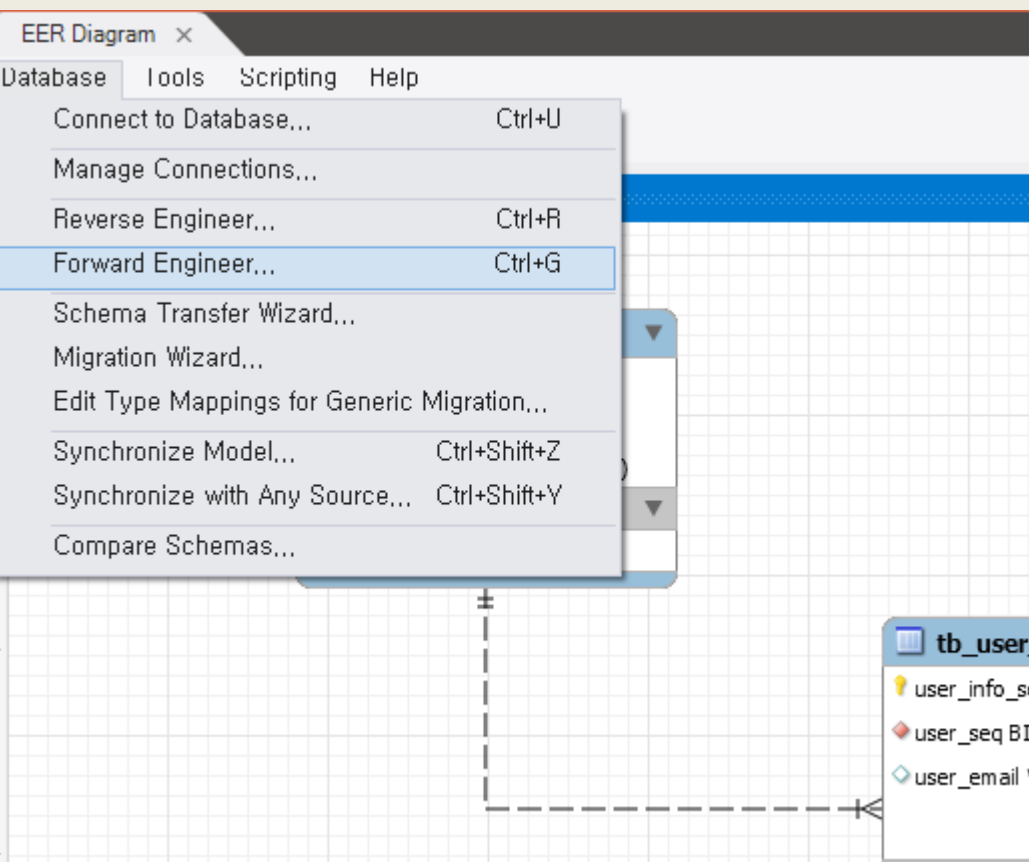 EER Diagram
Database Tools Scripting Help
Connect to Database... Ctrl+U
Manage Connections...
Reverse Engineer... Ctrl+R
Forward Engineer... Ctrl+G
Schema Transfer Wizard...
Migration Wizard...
Edit Type Mappings for Generic Migration...
Synchronize Model... Ctrl+Shift+Z
Synchronize with Any Source... Ctrl+Shift+Y
Compare Schemas...
tb_user_
user_info_s
user_seq BI
user_email